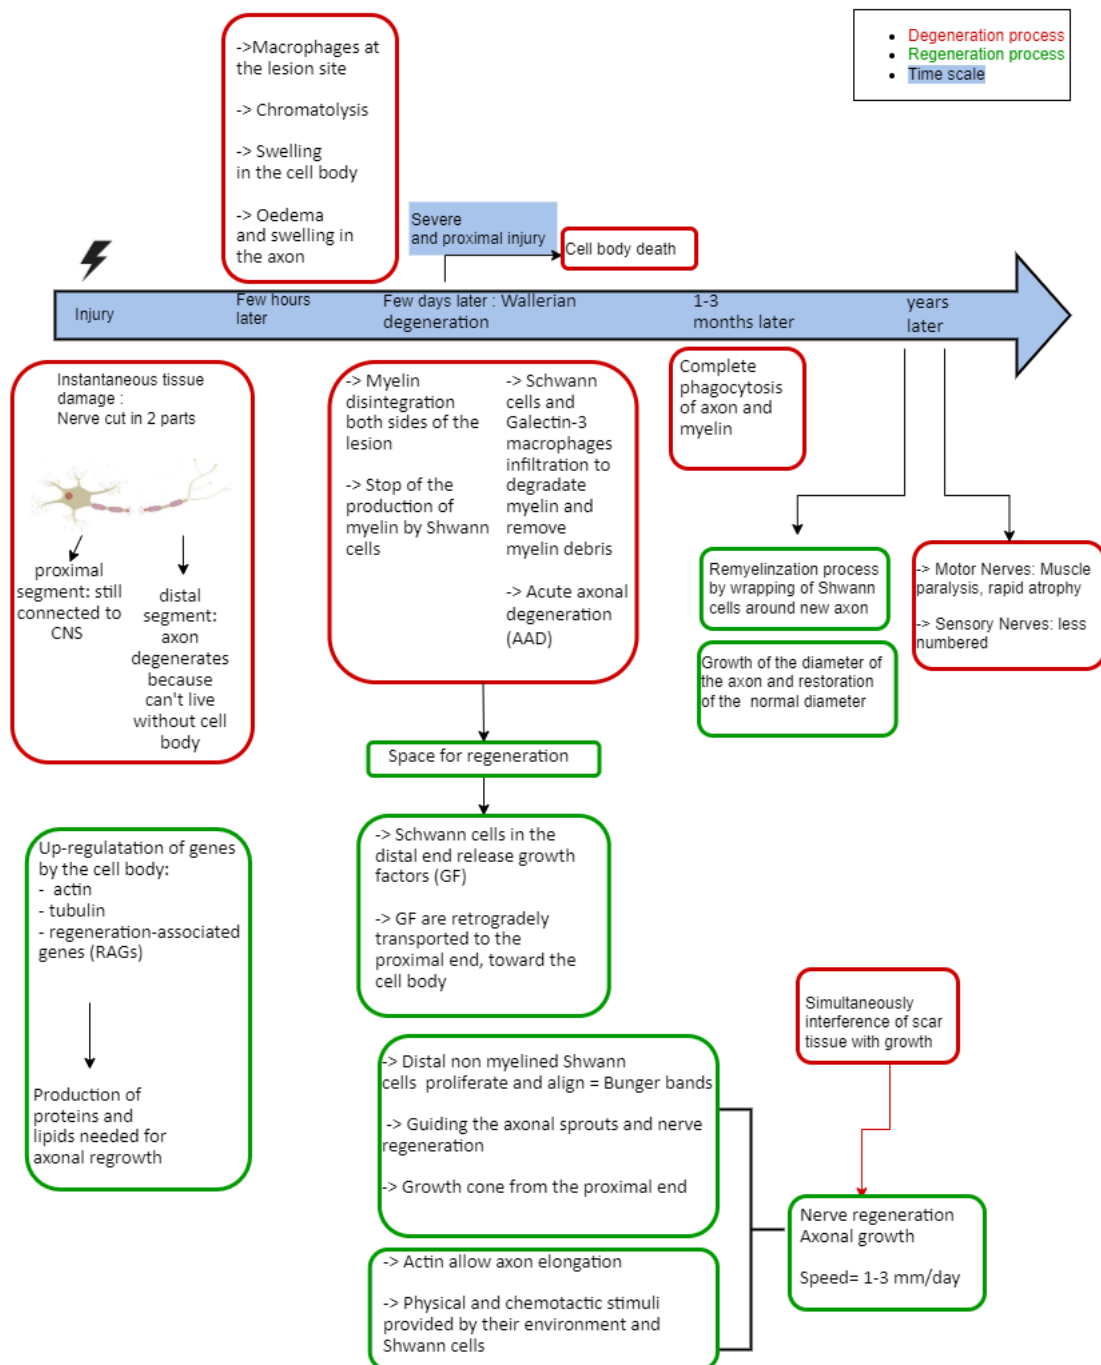 ->Macrophages at
the lesion site
-> Chromatolysis
-> Swelling
in the cell body
-> Oedema
and swelling in
the axon
Degeneration process
Regeneration process
Time scale
Severe
and proximal injury
Cell body death
Injury
Few hours
later
Few days later : Wallerian
degeneration
1-3
months later
years
later
Instantaneous tissue
damage :
Nerve cut in 2 parts
proximal
segment: still
connected to
CNS
distal
segment:
axon
degenerates
because
can't live
without cell
body
-> Myelin
disintegration
both sides of the
lesion
-> Stop of the
production of
myelin by Shwann
cells
-> Schwann
cells and
Galectin-3
macrophages
infiltration to
degradate
myelin and
remove
myelin debris
-> Acute axonal
degeneration
(AAD)
Complete
phagocytosis
of axon and
myelin
Remyelinzation process
by wrapping of Shwann
cells around new axon
Growth of the diameter of
the axon and restoration
of the normal diameter
-> Motor Nerves: Muscle
paralysis, rapid atrophy
-> Sensory Nerves: less
numbered
Space for regeneration
-> Schwann cells in the
distal end release growth
factors (GF)
-> GF are retrogradely
transported to the
proximal end, toward the
cell body
Up-regulatation of genes
by the cell body:
- actin
- tubulin
- regeneration-associated
genes (RAGs)
Production of
proteins and
lipids needed for
axonal regrowth
-> Distal non myelined Shwann
cells proliferate and align = Bunger bands
-> Guiding the axonal sprouts and nerve
regeneration
-> Growth cone from the proximal end
-> Actin allow axon elongation
-> Physical and chemotactic stimuli
provided by their environment and
Shwann cells
Simultaneously
interference of scar
tissue with growth
Nerve regeneration
Axonal growth
Speed= 1-3 mm/day